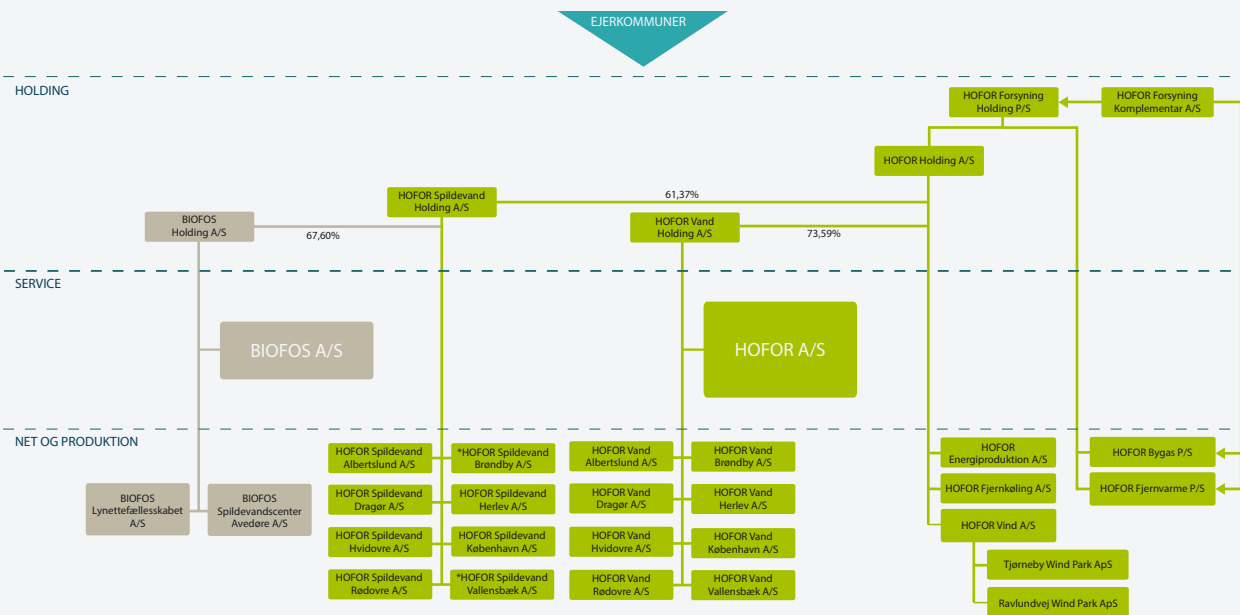 EJERKOMMUNER
HOLDING
HOFOR Forsyning
Holding P/S
HOFOR Forsyning
Komplementar A/S
HOFOR Holding A/S
61,37%
HOFOR Spildevand
Holding A/S
BIOFOS
Holding A/S
67,60%
HOFOR Vand
Holding A/S
73,59%
SERVICE
BIOFOS A/S
HOFOR A/S
NET OG PRODUKTION
BIOFOS
Lynettefællesskabet
A/S
BIOFOS
Spildevandscenter
Avedøre A/S
HOFOR Spildevand
Albertslund A/S
*HOFOR Spildevand
Brøndby A/S
HOFOR Spildevand
Dragør A/S
HOFOR Spildevand
Herlev A/S
HOFOR Spildevand
Hvidovre A/S
HOFOR Spildevand
København A/S
HOFOR Spildevand
Rødovre A/S
*HOFOR Spildevand
Vallensbæk A/S
HOFOR Vand
Albertslund A/S
HOFOR Vand
Brøndby A/S
HOFOR Vand
Dragør A/S
HOFOR Vand
Herlev A/S
HOFOR Vand
Hvidovre A/S
HOFOR Vand
København A/S
HOFOR Vand
Rødovre A/S
HOFOR Vand
Vallensbæk A/S
HOFOR
Energiproduktion A/S
HOFOR Fjernkøling A/S
HOFOR Vind A/S
Tjørneby Wind Park ApS
Ravlundvej Wind Park ApS
HOFOR Bygas P/S
HOFOR Fjernvarme P/S